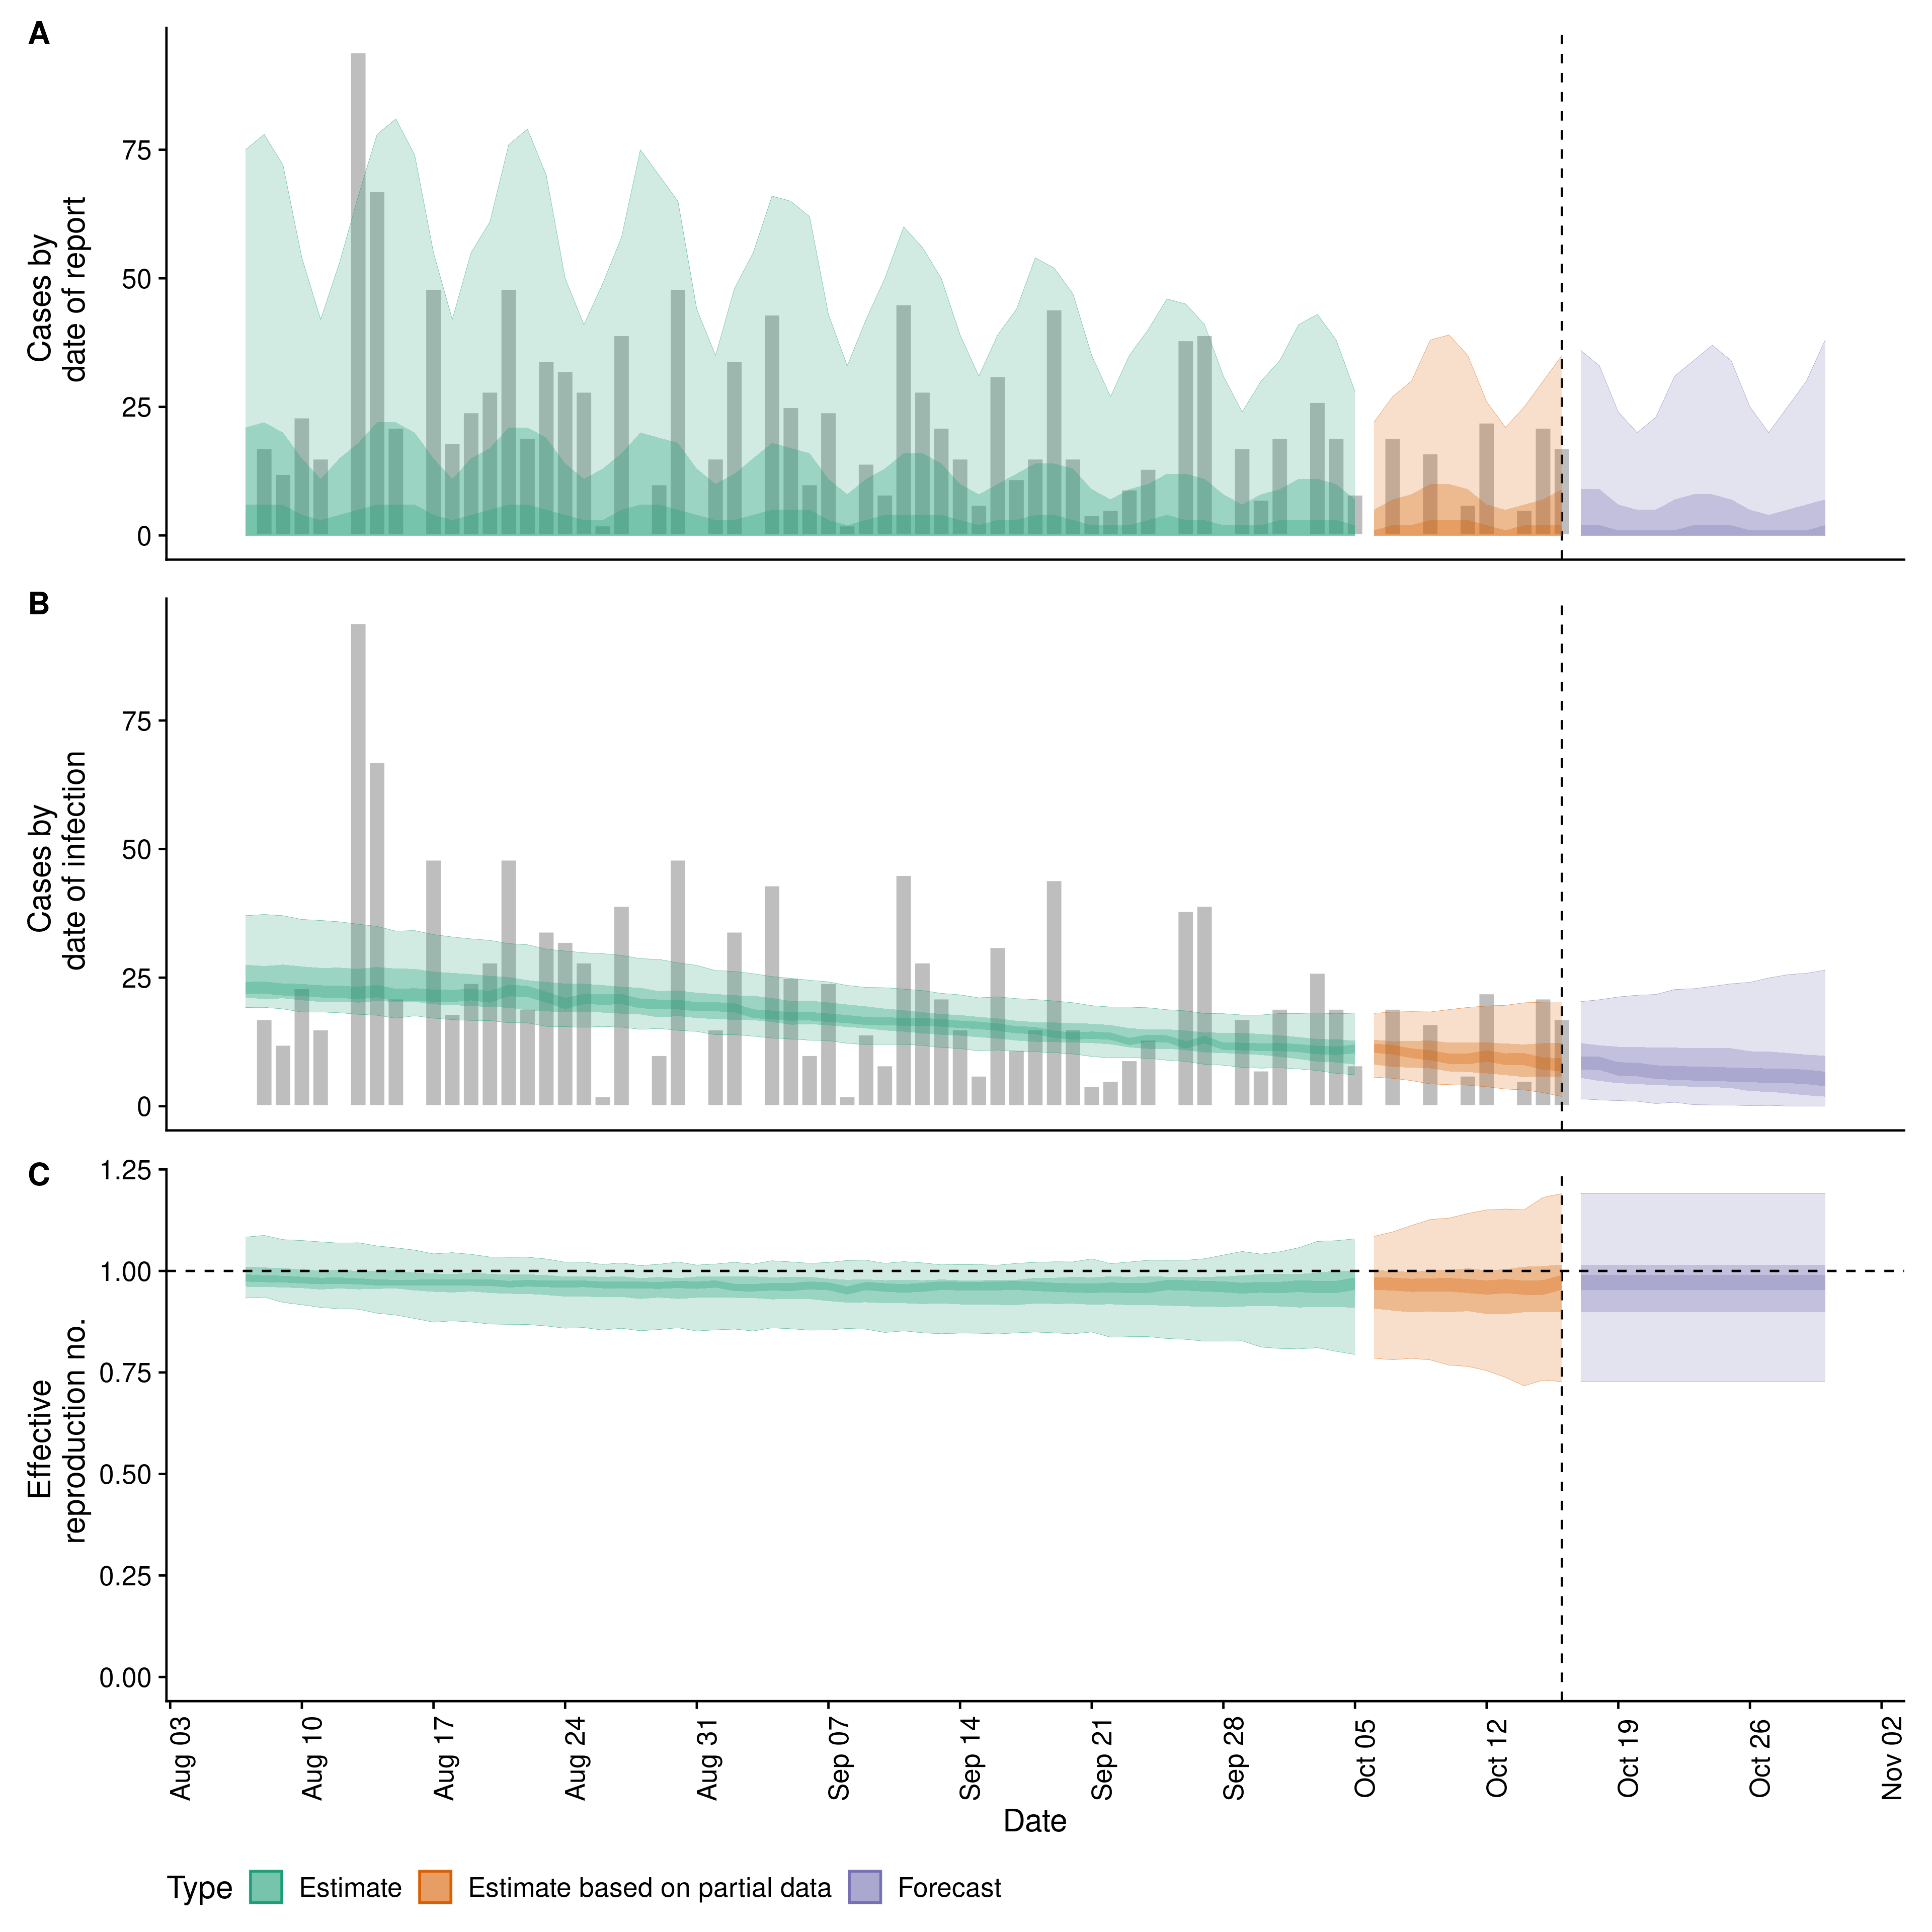 A
Cases by
date of report
75
50
25
0
B
Cases by
date of infection
75
50
25
0
C
Effective
reproduction no.
1.25
1.00
0.75
0.50
0.25
0.00
Aug 03
Aug 10
Aug 17
Aug 24
Aug 31
Sep 07
Sep 14
Sep 21
Sep 28
Oct 05
Oct 12
Oct 19
Oct 26
Nov 02
Date
Type Estimate Estimate based on partial data Forecast